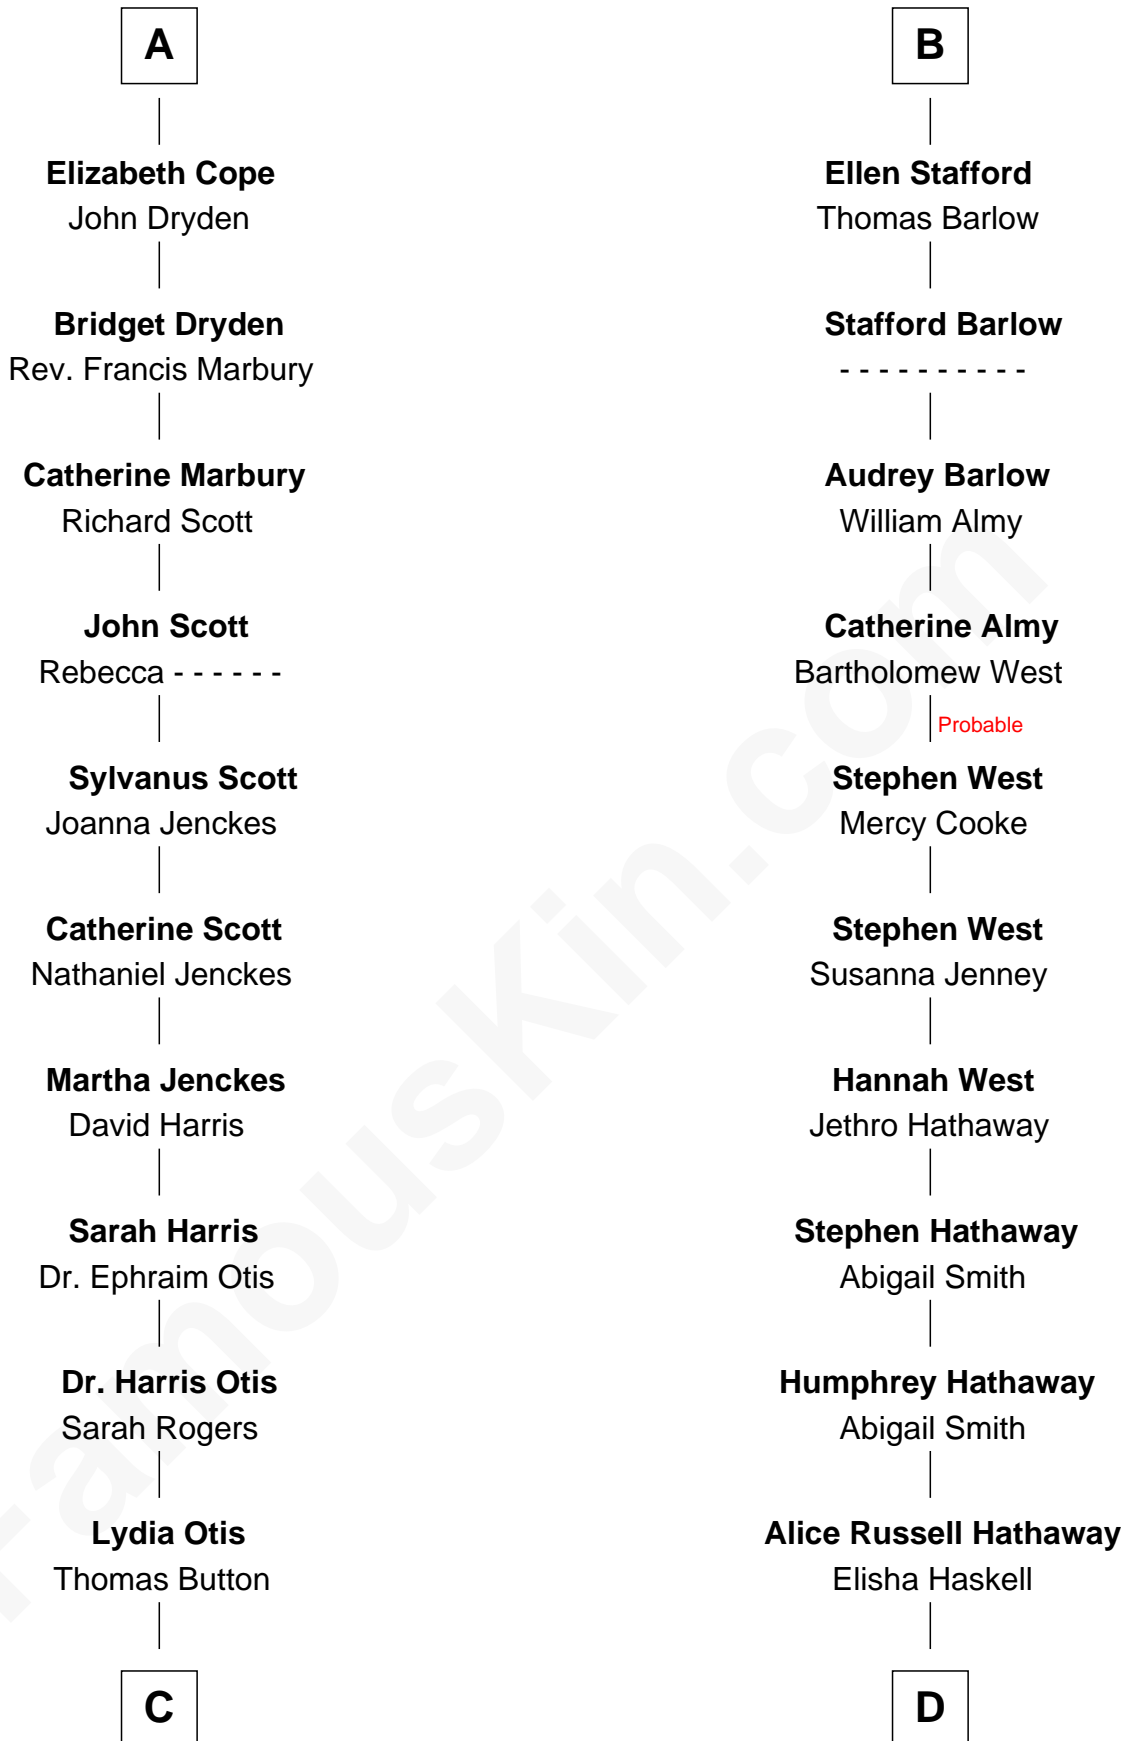 A
Elizabeth Cope
John Dryden
Bridget Dryden
Rev. Francis Marbury
Catherine Marbury
Richard Scott
John Scott
Rebecca - - - - - -
Sylvanus Scott
Joanna Jenckes
Catherine Scott
Nathaniel Jenckes
Martha Jenckes
David Harris
Sarah Harris
Dr. Ephraim Otis
Dr. Harris Otis
Sarah Rogers
Lydia Otis
Thomas Button
C
B
Ellen Stafford
Thomas Barlow
Stafford Barlow
- - - - - - - - - -
Audrey Barlow
William Almy
Catherine Almy
Bartholomew West
Probable
Stephen West
Mercy Cooke
Stephen West
Susanna Jenney
Hannah West
Jethro Hathaway
Stephen Hathaway
Abigail Smith
Humphrey Hathaway
Abigail Smith
Alice Russell Hathaway
Elisha Haskell
D
FamousKin.com